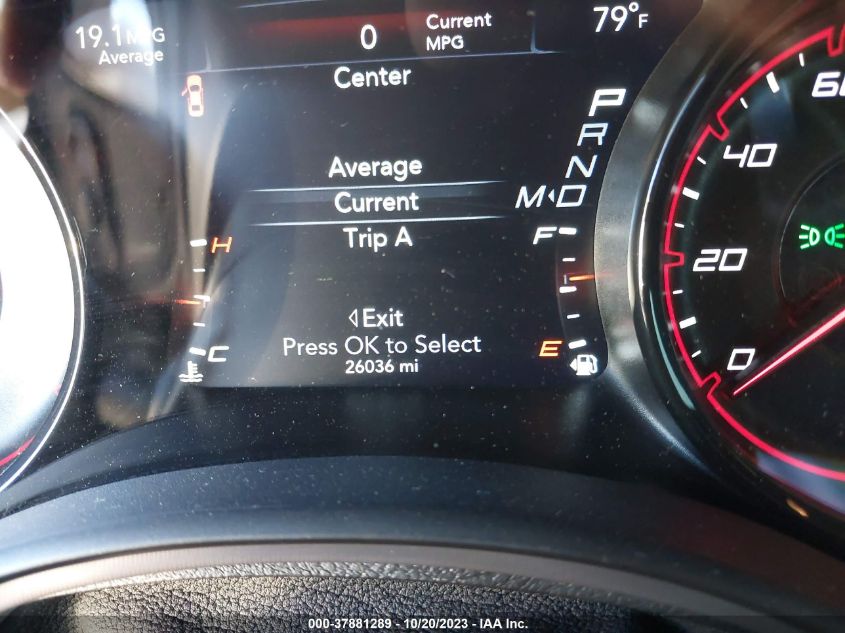 19.1 MPG
Average
0
Current
MPG
79°F
Center
P
R
N
M◂D
Average
Current
Trip A
H
F
◁Exit
Press OK to Select
C
E
26036 mi
60
40
20
0
000-37881289 - 10/20/2023 - IAA Inc.